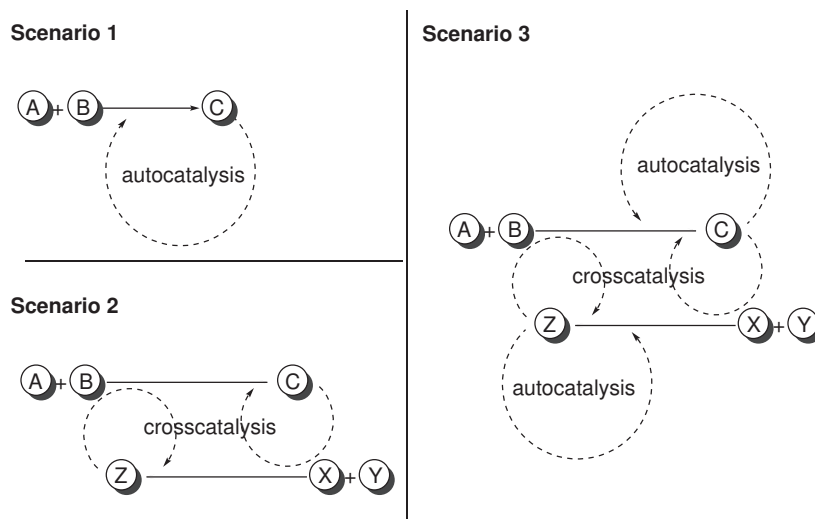 Scenario 1
A + B C
autocatalysis
Scenario 2
A + B C
crosscatalysis
Z X + Y
Scenario 3
autocatalysis
A + B C
crosscatalysis
Z X + Y
autocatalysis